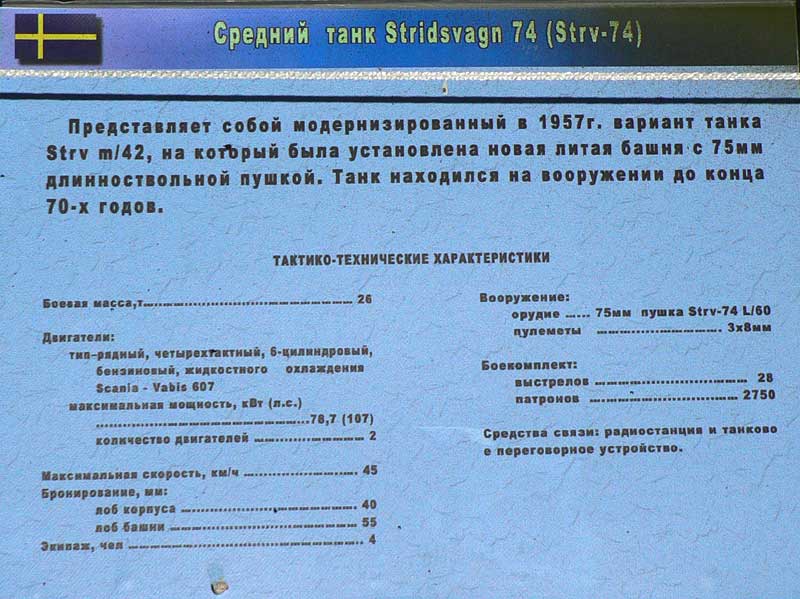 Средний танк Stridsvagn 74 (Strv-74)
Представляет собой модернизированный в 1957г. вариант танка
Strv m/42, на который была установлена новая литая башня с 75мм
длинноствольной пушкой. Танк находился на вооружении до конца
70-х годов.
ТАКТИКО-ТЕХНИЧЕСКИЕ ХАРАКТЕРИСТИКИ
Боевая масса,т........................................ 26
Двигатели:
тип-рядный, четырехтактный, 6-цилиндровый,
бензиновый, жидкостного охлаждения
Scania - Vabis 607
максимальная мощность, кВт (л.с.)
........................................78,7 (107)
количество двигателей ...................... 2
Максимальная скорость, км/ч ...................... 45
Бронирование, мм:
лоб корпуса .................................... 40
лоб башни .................................... 55
Экипаж, чел ............................................ 4
Вооружение:
орудие ...... 75мм пушка Strv-74 L/60
пулеметы ........................ 3x8мм
Боекомплект:
выстрелов .............................. 28
патронов .............................. 2750
Средства связи: радиостанция и танково
е переговорное устройство.